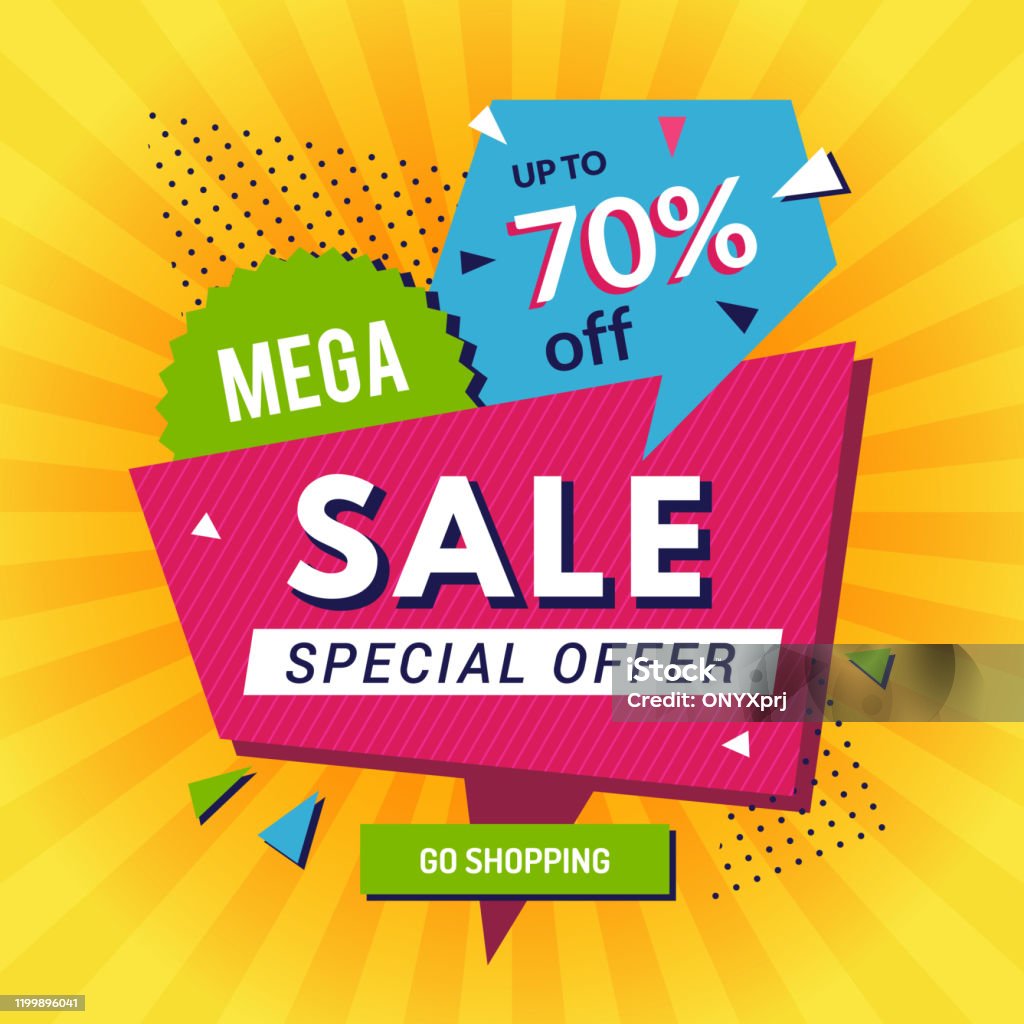 UP TO
70%
off
MEGA
SALE
SPECIAL OFFER
iStock
Credit: ONYXprj
GO SHOPPING
1199896041